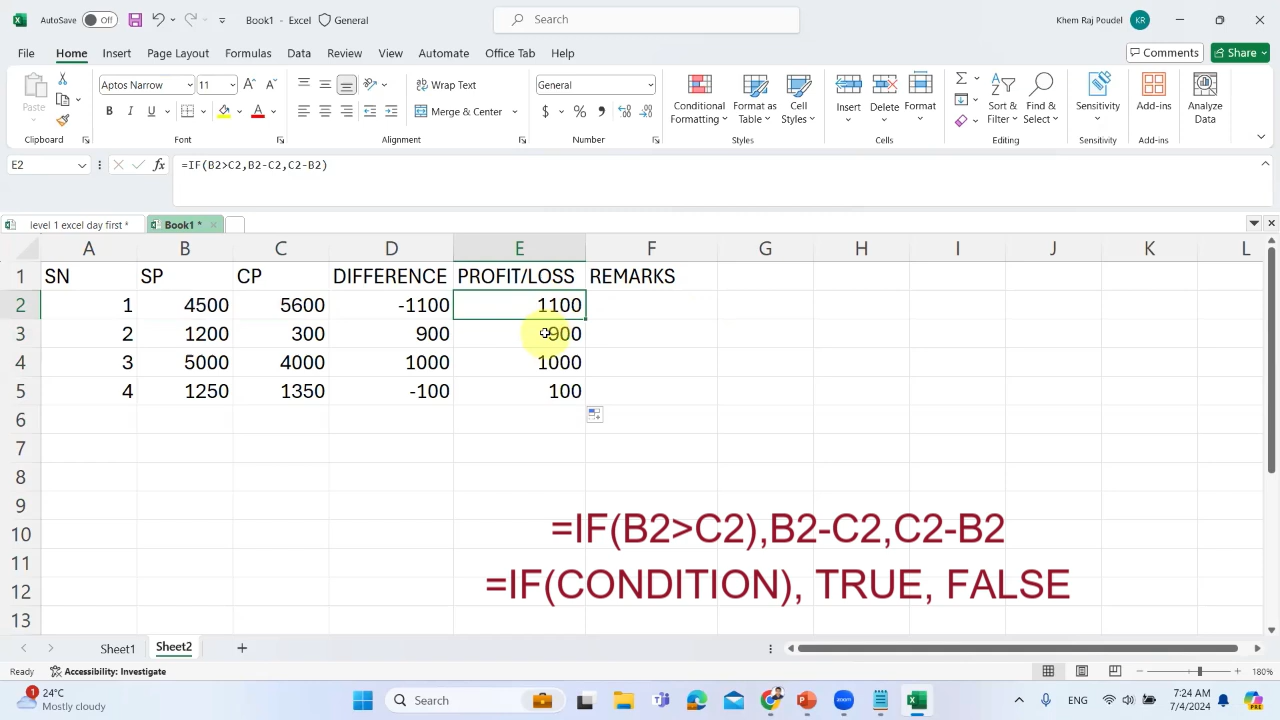 AutoSave Off Book1 - Excel General Search Khem Raj Poudel KR
File Home Insert Page Layout Formulas Data Review View Automate Office Tab Help Comments Share
Paste Aptos Narrow 11 Wrap Text Merge & Center General Conditional Formatting Format as Table Cell Styles Insert Delete Format Sort & Filter Find & Select Sensitivity Add-ins Analyze Data
Clipboard Font Alignment Number Styles Cells Editing Sensitivity Add-ins
E2 fx =IF(B2>C2,B2-C2,C2-B2)
level 1 excel day first * Book1 *
A B C D E F G H I J K L
1 SN SP CP DIFFERENCE PROFIT/LOSS REMARKS
2 1 4500 5600 -1100 1100
3 2 1200 300 900 900
4 3 5000 4000 1000 1000
5 4 1250 1350 -100 100
6
7
8
9
10 =IF(B2>C2),B2-C2,C2-B2
11
12 =IF(CONDITION), TRUE, FALSE
13
Sheet1 Sheet2
Ready Accessibility: Investigate 180%
1 24°C Search zoom ENG 7:24 AM
Mostly cloudy 7/4/2024 PRE